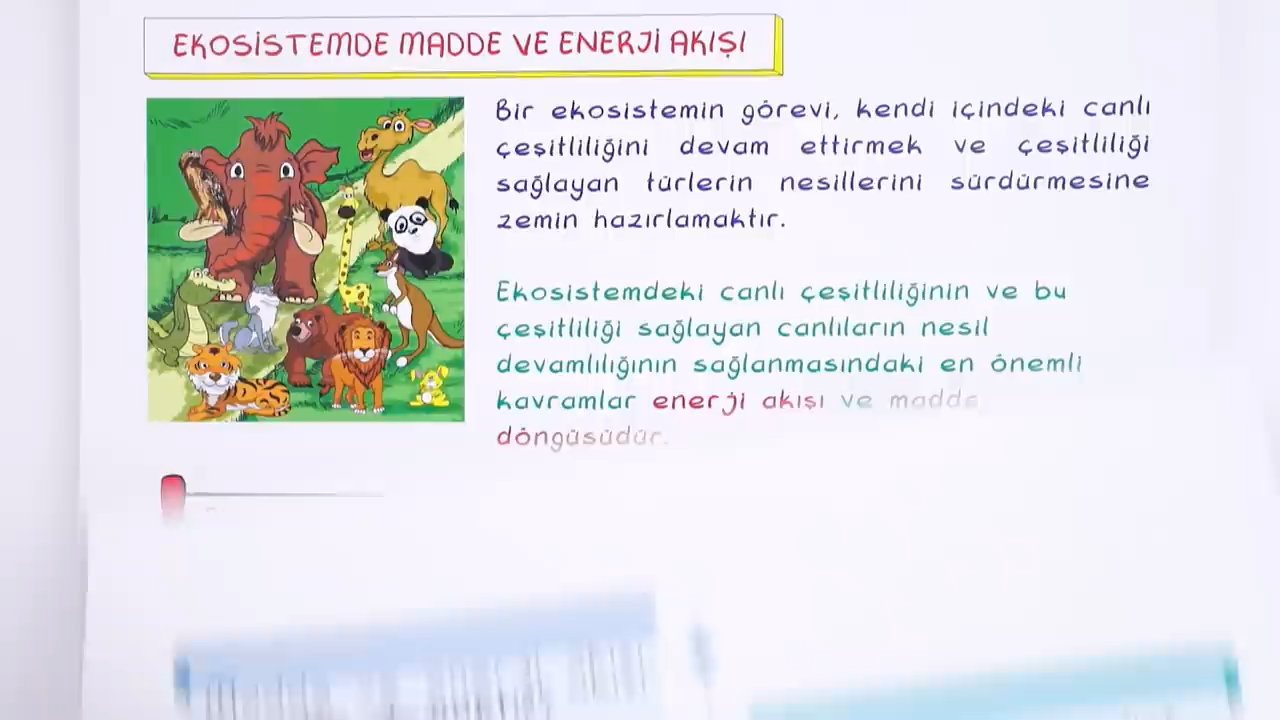 EKOSİSTEMDE MADDE VE ENERJİ AKIŞI
Bir ekosistemin görevi, kendi içindeki canlı
çeşitliliğini devam ettirmek ve çeşitliliği
sağlayan türlerin nesillerini sürdürmesine
zemin hazırlamaktır.
Ekosistemdeki canlı çeşitliliğinin ve bu
çeşitliliği sağlayan canlıların nesil
devamlılığının sağlanmasındaki en önemli
kavramlar enerji akışı ve madde
döngüsüdür.